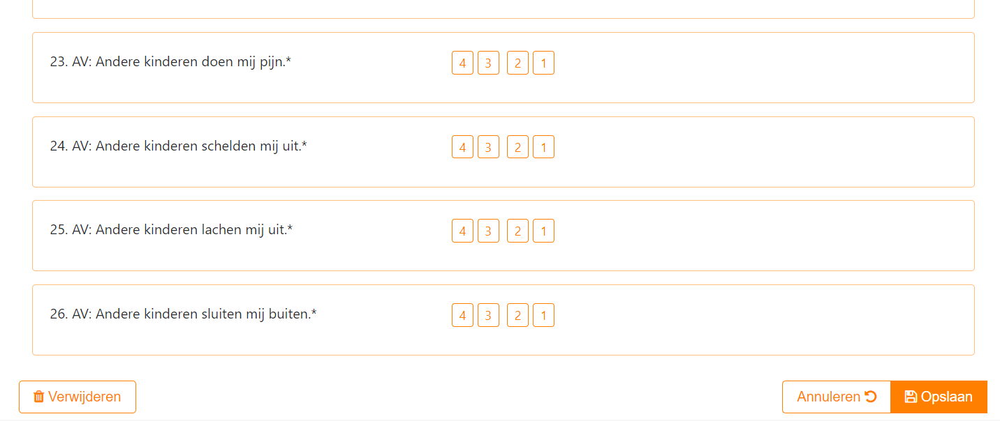 23. AV: Andere kinderen doen mij pijn.* 4 3 2 1
24. AV: Andere kinderen schelden mij uit.* 4 3 2 1
25. AV: Andere kinderen lachen mij uit.* 4 3 2 1
26. AV: Andere kinderen sluiten mij buiten.* 4 3 2 1
Verwijderen Annuleren Opslaan